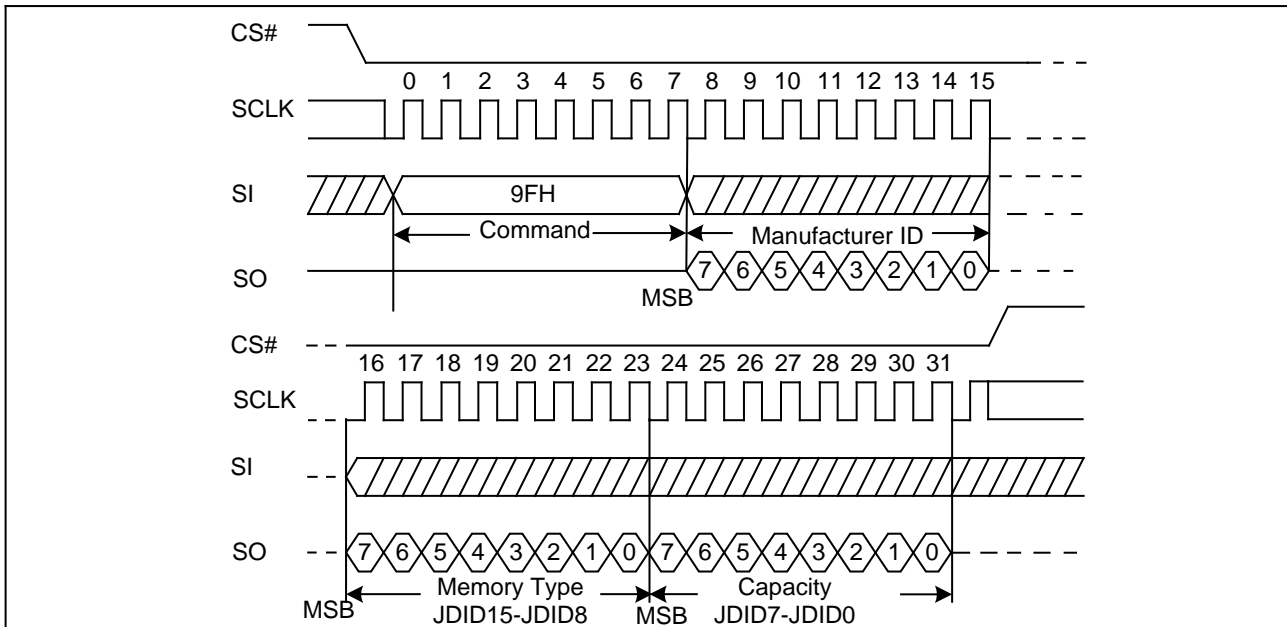 CS#
0 1 2 3 4 5 6 7 8 9 10 11 12 13 14 15
SCLK
SI 9FH
Command Manufacturer ID
SO 7 6 5 4 3 2 1 0
MSB
CS#
16 17 18 19 20 21 22 23 24 25 26 27 28 29 30 31
SCLK
SI
SO 7 6 5 4 3 2 1 0 7 6 5 4 3 2 1 0
Memory Type Capacity
MSB JDID15-JDID8 MSB JDID7-JDID0